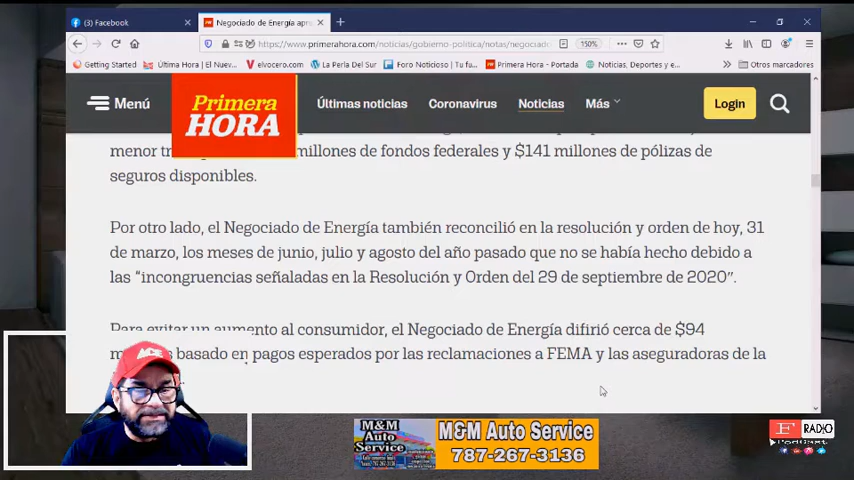 (3) Facebook
Negociado de Energía apru
https://www.primerahora.com/noticias/gobierno-politica/notas/negociado
150%
Getting Started
Última Hora | El Nuev...
elvocero.com
La Perla Del Sur
Foro Noticioso | Tu fu...
Primera Hora - Portada
Noticias, Deportes y e...
Otros marcadores
Menú
Primera
HORA
Últimas noticias
Coronavirus
Noticias
Más
Login
menor millones de fondos federales y $141 millones de pólizas de
seguros disponibles.
Por otro lado, el Negociado de Energía también reconcilió en la resolución y orden de hoy, 31
de marzo, los meses de junio, julio y agosto del año pasado que no se había hecho debido a
las “incongruencias señaladas en la Resolución y Orden del 29 de septiembre de 2020”.
Para evitar un aumento al consumidor, el Negociado de Energía difirió cerca de $94
basado en pagos esperados por las reclamaciones a FEMA y las aseguradoras de la
ACE
M&M
Auto
Service
M&M Auto Service
787-267-3136
F RADIO
PODCAST